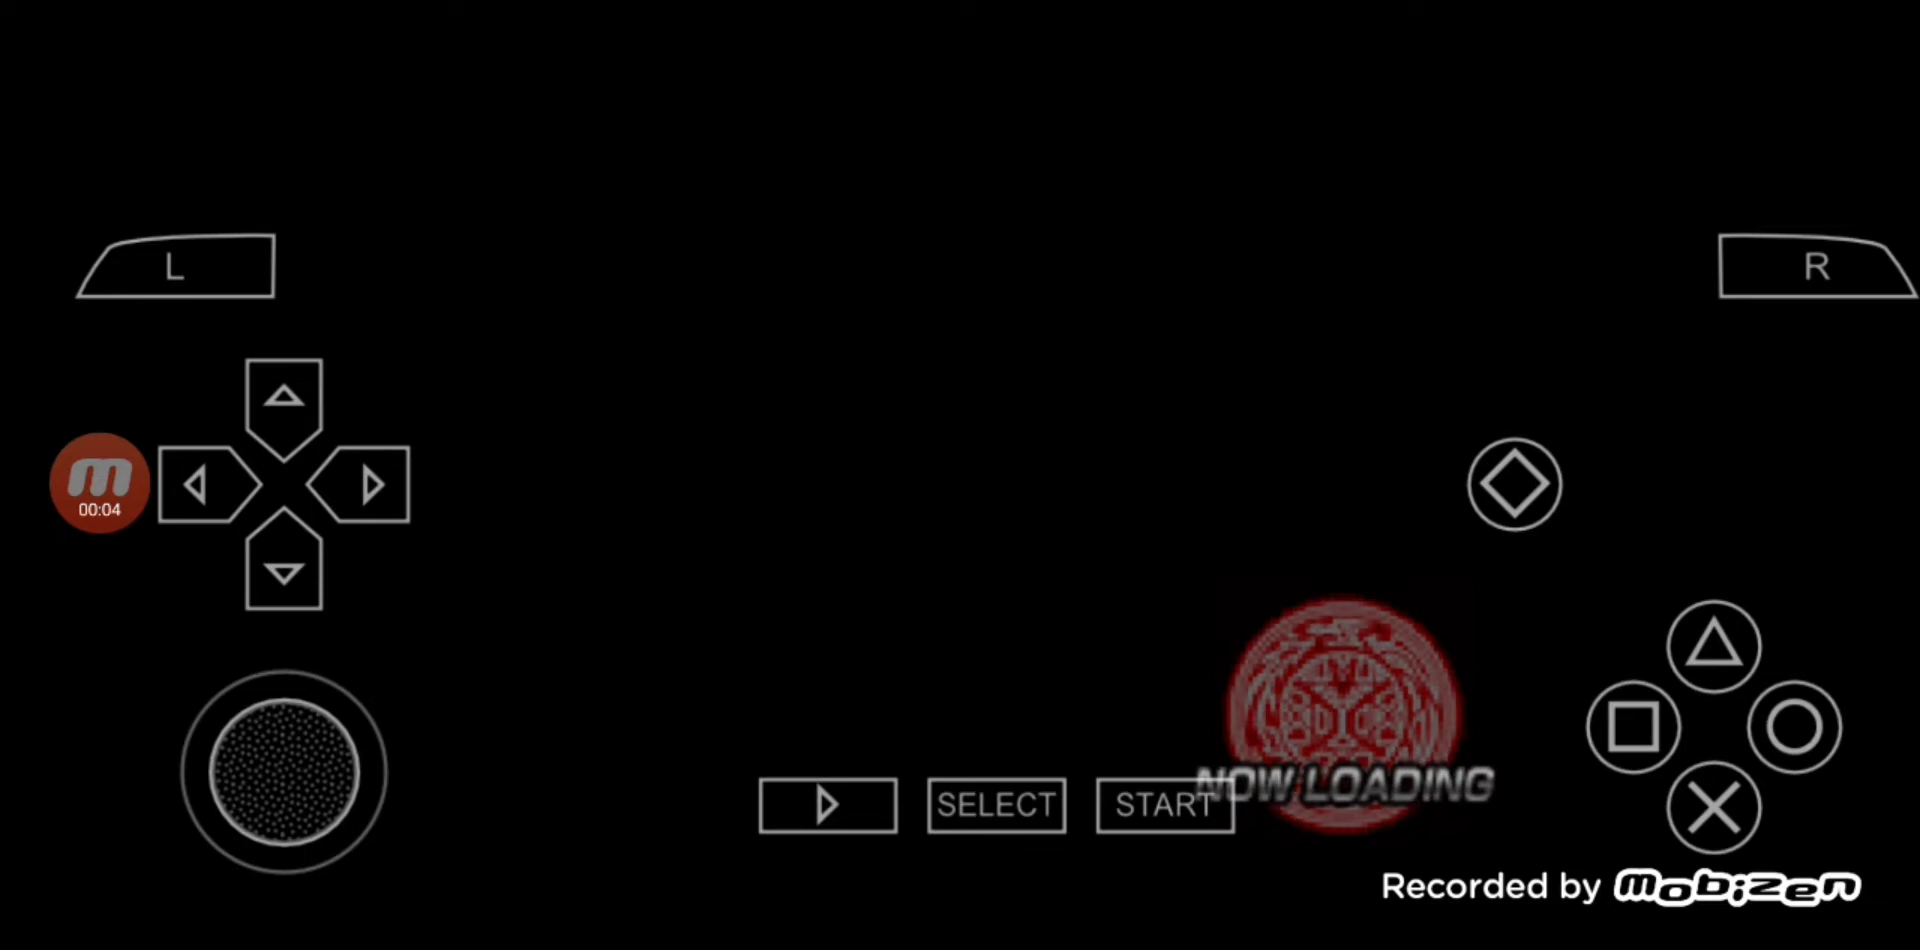 L
R
m
00:04
SELECT
START
NOW LOADING
Recorded by mobizen